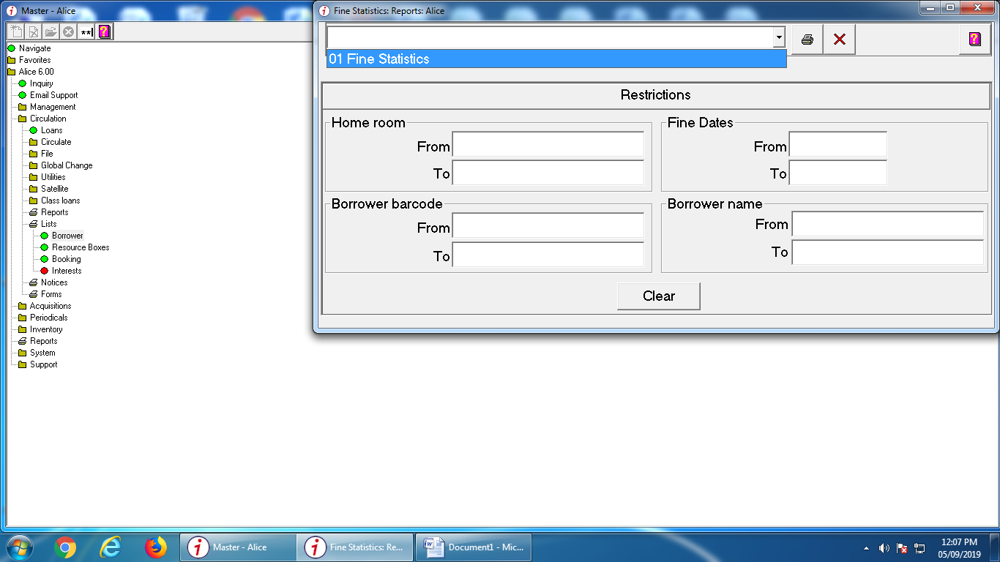 Master - Alice
**|
Navigate
Favorites
Alice 6.00
Inquiry
Email Support
Management
Circulation
Loans
Circulate
File
Global Change
Utilities
Satellite
Class loans
Reports
Lists
Borrower
Resource Boxes
Booking
Interests
Notices
Forms
Acquisitions
Periodicals
Inventory
Reports
System
Support
Fine Statistics: Reports: Alice
01 Fine Statistics
Restrictions
Home room
From
To
Fine Dates
From
To
Borrower barcode
From
To
Borrower name
From
To
Clear
Master - Alice
Fine Statistics: Re...
Document1 - Mic...
12:07 PM
05/09/2019